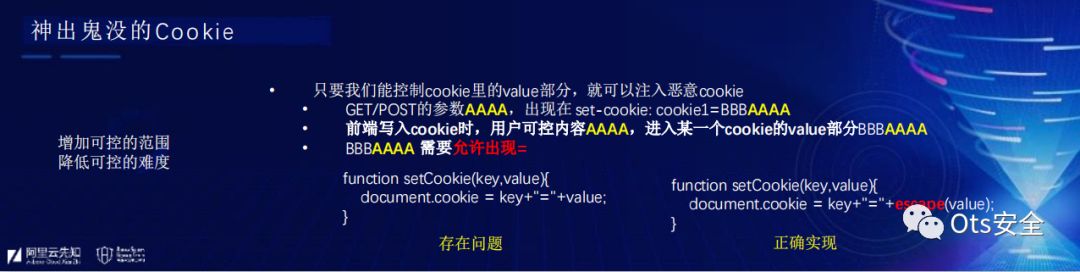 神出鬼没的Cookie
增加可控的范围
降低可控的难度
• 只要我们能控制cookie里的value部分，就可以注入恶意cookie
• GET/POST的参数AAAA，出现在 set-cookie: cookie1=BBBAAAA
• 前端写入cookie时，用户可控内容AAAA，进入某一个cookie的value部分BBBAAAA
• BBBAAAA 需要允许出现=
function setCookie(key,value){
document.cookie = key+"="+value;
}
存在问题
function setCookie(key,value){
document.cookie = key+"="+escape(value);
}
正确实现
Ots安全
阿里云先知